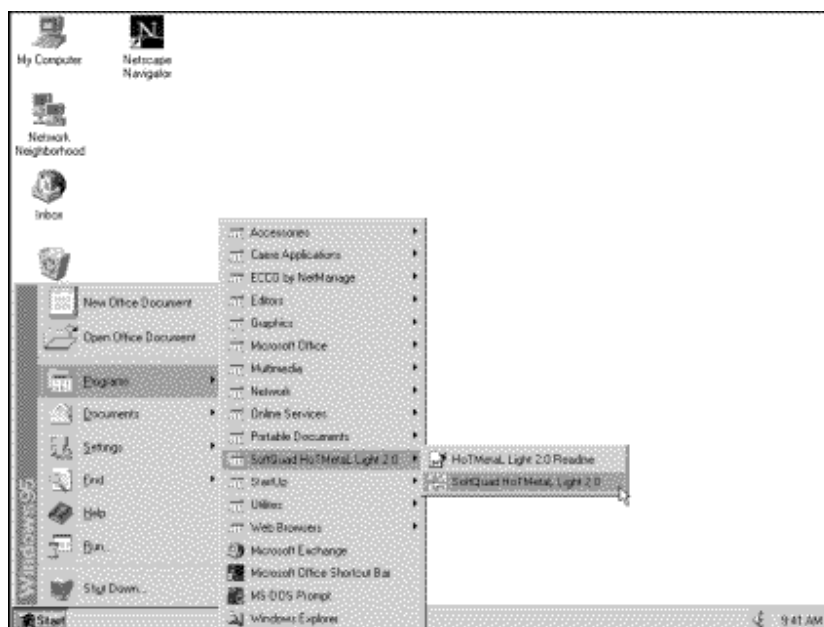 My Computer
Netscape
Navigator
Network
Neighborhood
Inbox
New Office Document
Open Office Document
Programs
Documents
Settings
Find
Help
Run...
Shut Down...
Windows 95
Accessories
Caere Applications
ECCO by NetManage
Editors
Graphics
Microsoft Office
Multimedia
Network
Online Services
Portable Documents
SoftQuad HoTMetaL Light 2.0
StartUp
Utilities
Web Browsers
Microsoft Exchange
Microsoft Office Shortcut Bar
MS-DOS Prompt
Windows Explorer
HoTMetaL Light 2.0 Readme
SoftQuad HoTMetaL Light 2.0
Start
9:41 AM